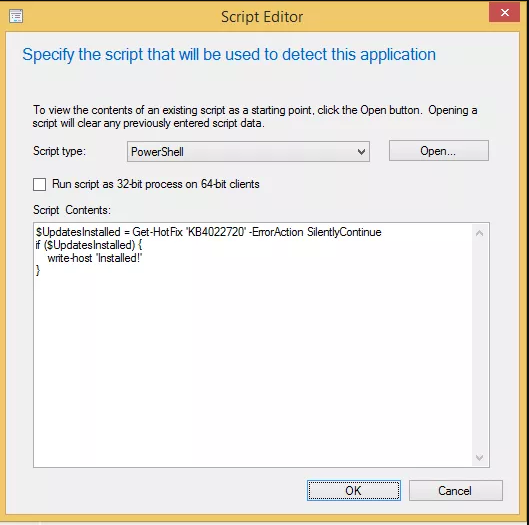 Script Editor
Specify the script that will be used to detect this application
To view the contents of an existing script as a starting point, click the Open button.  Opening a
script will clear any previously entered script data.
Script type:
PowerShell
Open...
Run script as 32-bit process on 64-bit clients
Script  Contents:
$UpdatesInstalled = Get-HotFix 'KB4022720' -ErrorAction SilentlyContinue
if ($UpdatesInstalled) {
    write-host 'Installed!'
}
OK
Cancel